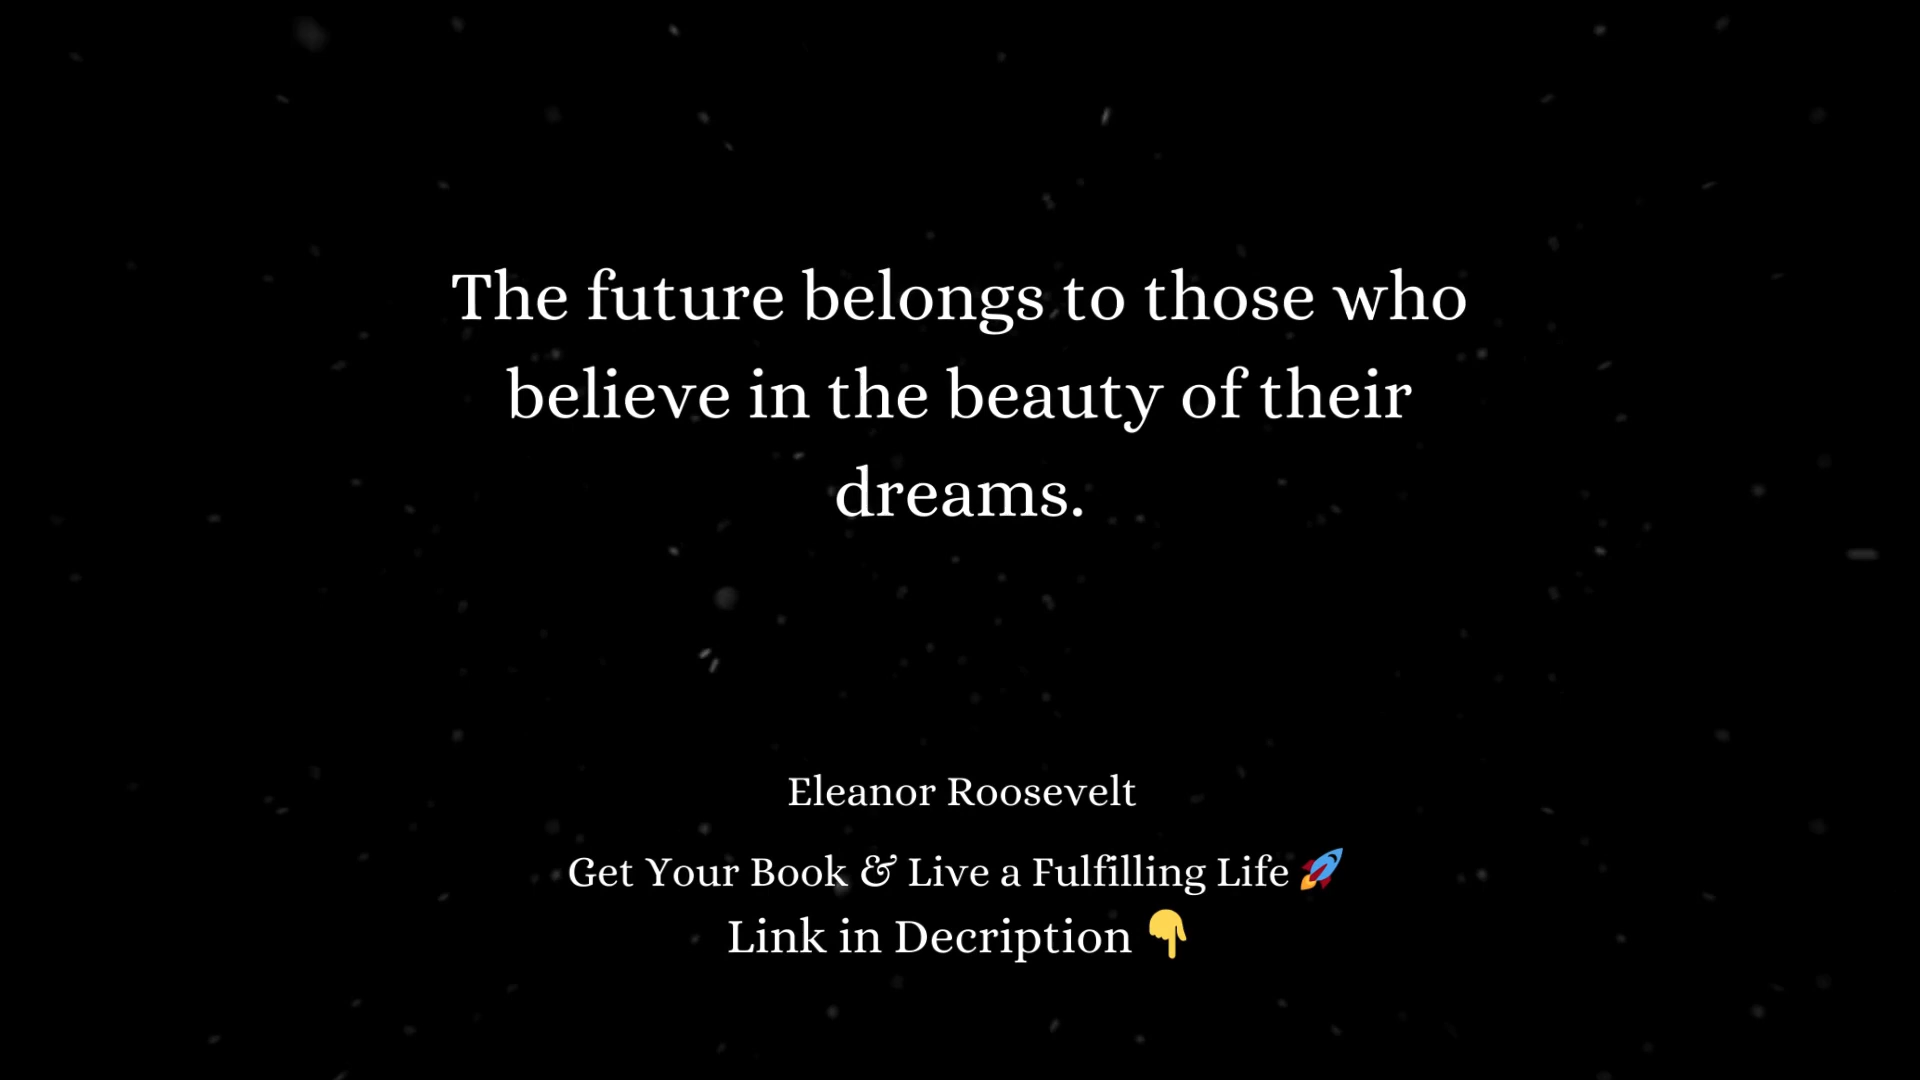 The future belongs to those who
believe in the beauty of their
dreams.
Eleanor Roosevelt
Get Your Book & Live a Fulfilling Life 🚀
Link in Decription 👇